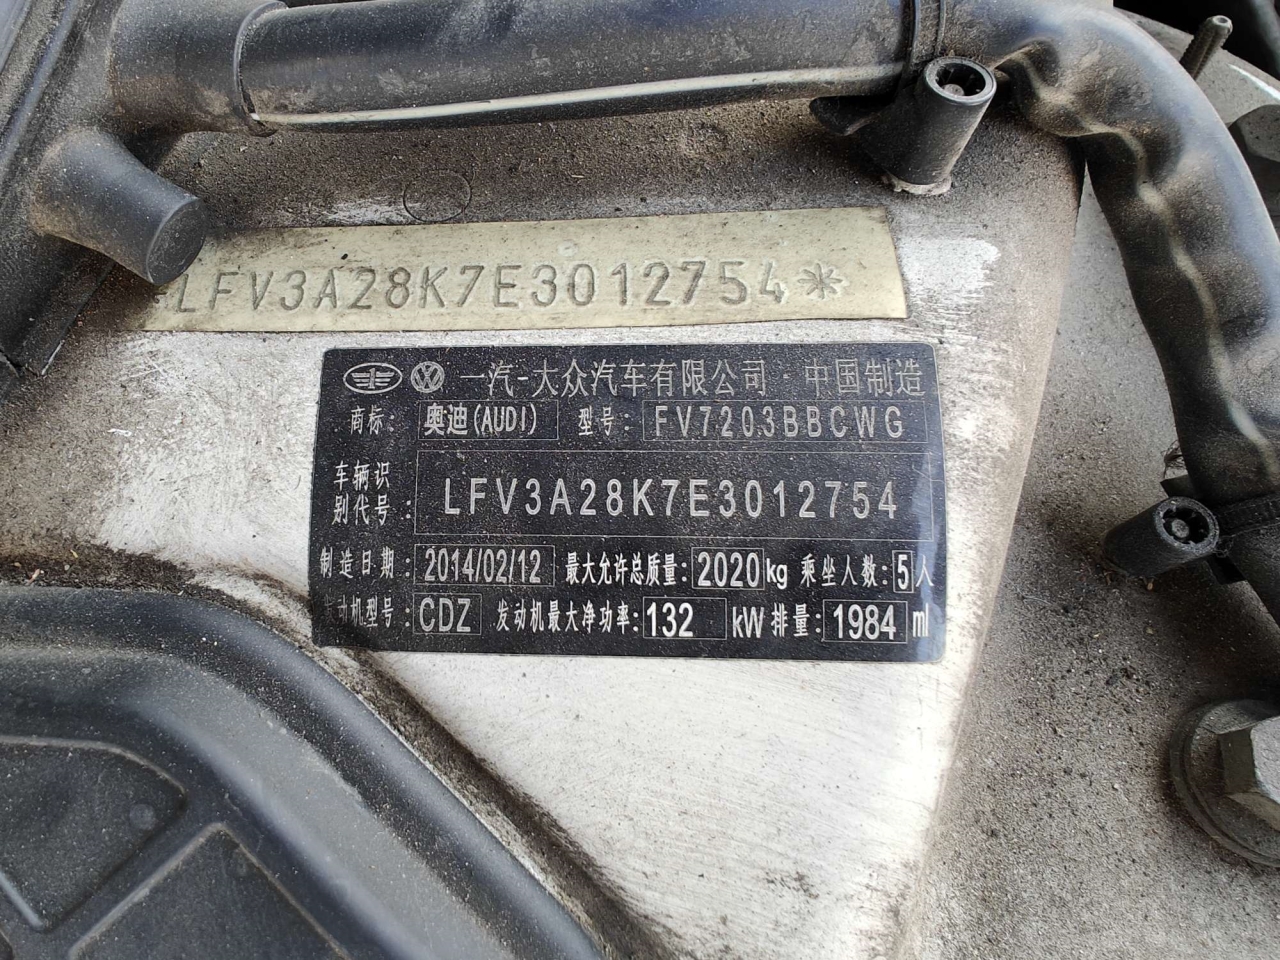 LFV3A28K7E3012754*
一汽-大众汽车有限公司·中国制造
商标: 奥迪(AUDI) 型号: FV7203BBCWG
车辆识别代号: LFV3A28K7E3012754
制造日期: 2014/02/12 最大允许总质量: 2020kg 乘坐人数: 5人
发动机型号: CDZ 发动机最大净功率: 132 kW 排量: 1984 ml